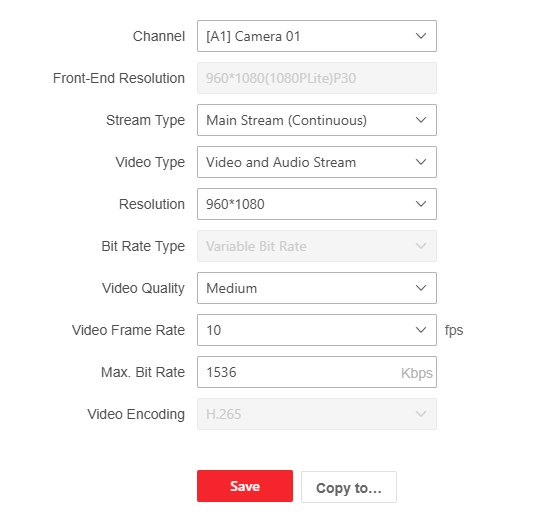 Channel [A1] Camera 01
Front-End Resolution 960*1080(1080PLite)P30
Stream Type Main Stream (Continuous)
Video Type Video and Audio Stream
Resolution 960*1080
Bit Rate Type Variable Bit Rate
Video Quality Medium
Video Frame Rate 10 fps
Max. Bit Rate 1536 Kbps
Video Encoding H.265
Save Copy to...